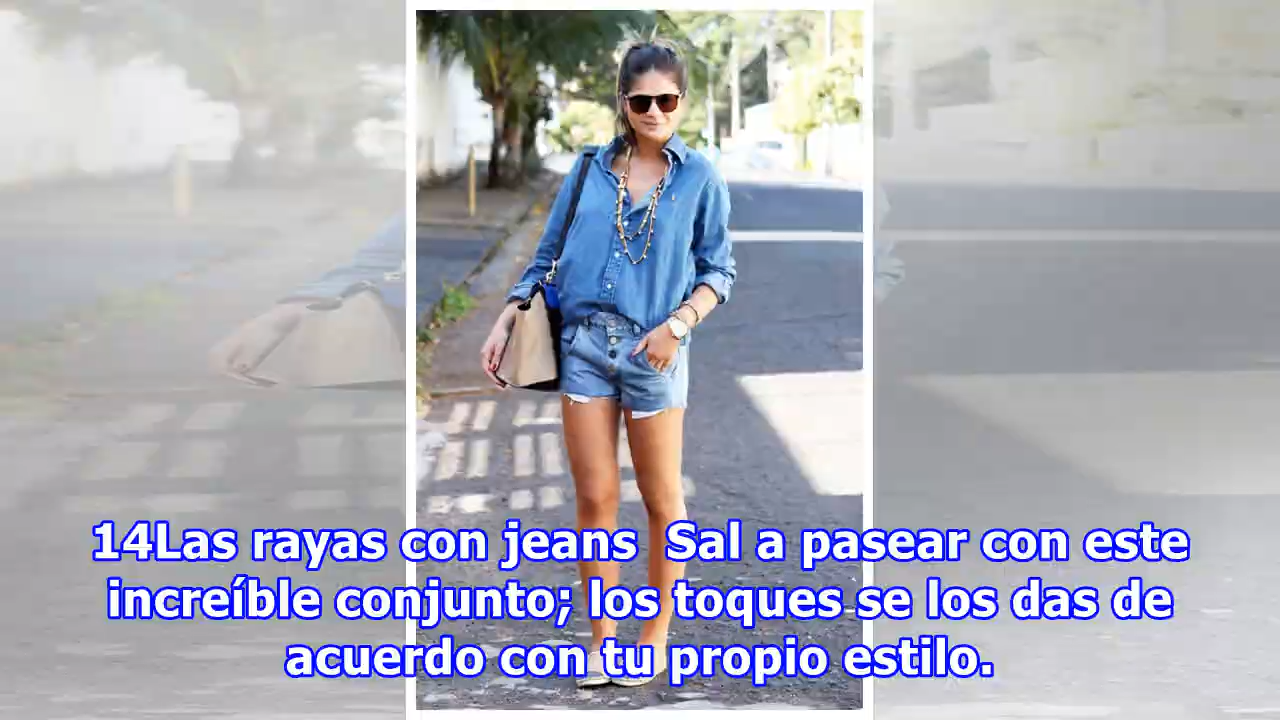 14Las rayas con jeans  Sal a pasear con este
increíble conjunto; los toques se los das de
acuerdo con tu propio estilo.